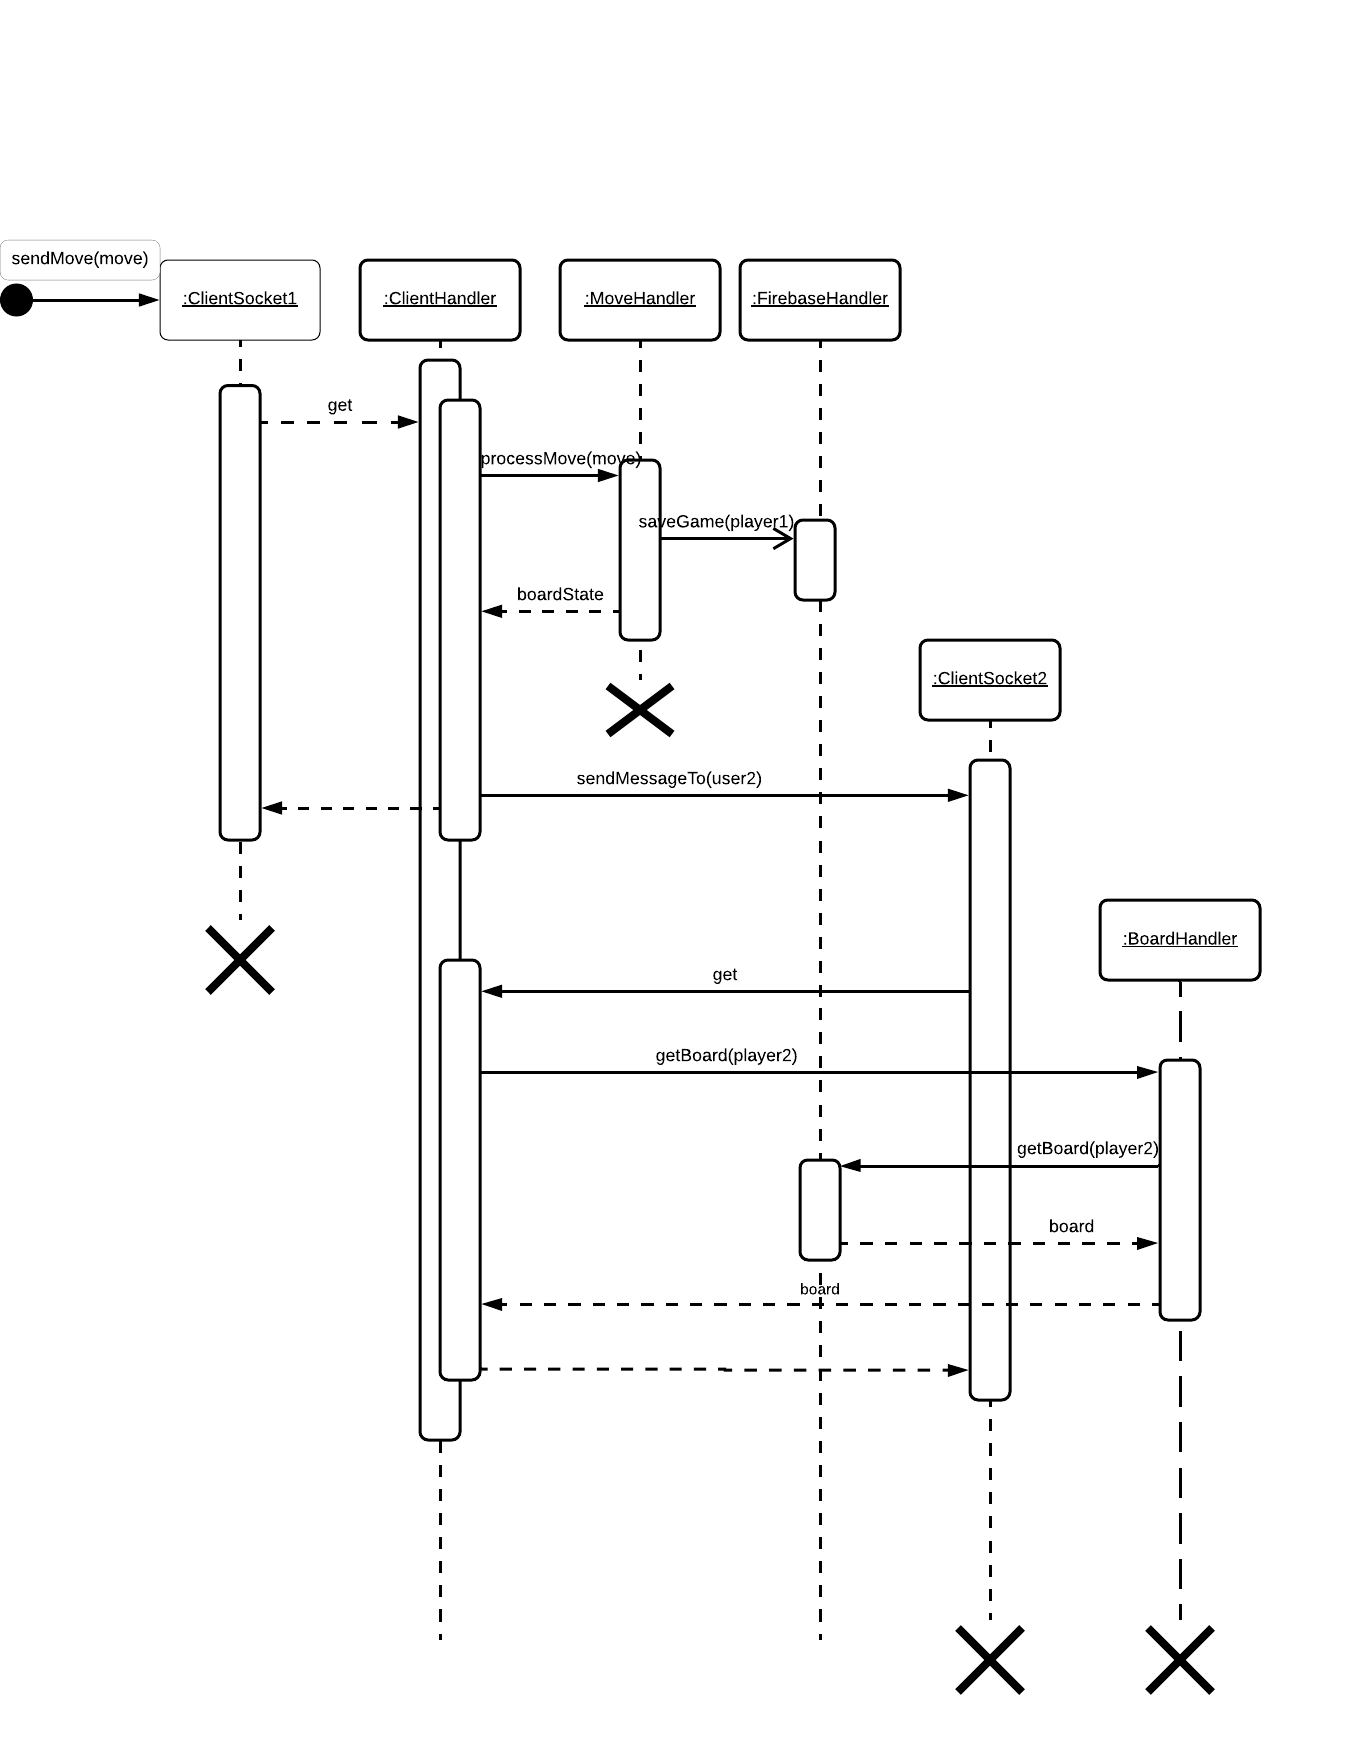 sendMove(move)
:ClientSocket1
:ClientHandler
:MoveHandler
:FirebaseHandler
get
processMove(move)
saveGame(player1)
boardState
:ClientSocket2
sendMessageTo(user2)
:BoardHandler
get
getBoard(player2)
getBoard(player2)
board
board